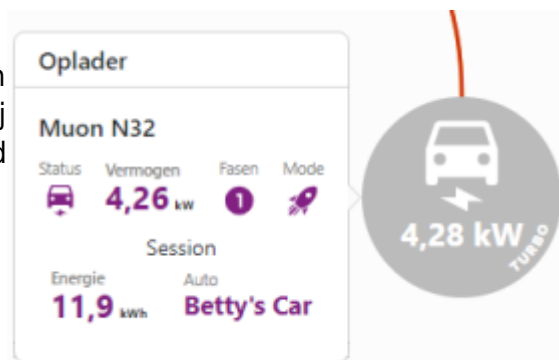 Oplader
Muon N32
Status Vermogen Fasen Mode
4,26 kW 1
Session
Energie Auto
11,9 kWh Betty's Car
4,28 kW
TURBO